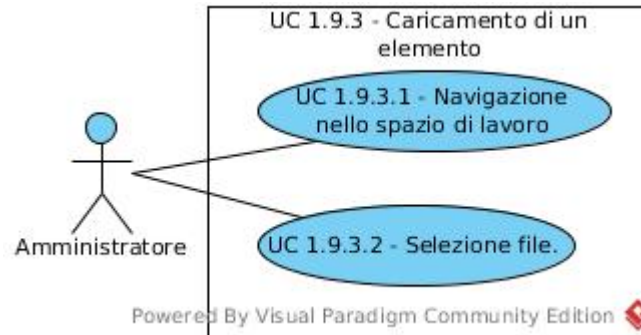 UC 1.9.3 - Caricamento di un
elemento
UC 1.9.3.1 - Navigazione
nello spazio di lavoro
Amministratore
UC 1.9.3.2 - Selezione file.
Powered By Visual Paradigm Community Edition